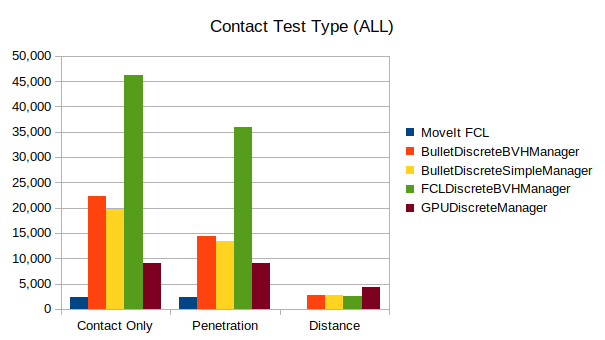 Contact Test Type (ALL)
50,000
45,000
40,000
35,000
30,000
25,000
20,000
15,000
10,000
5,000
0
Contact Only
Penetration
Distance
MoveIt FCL
BulletDiscreteBVHManager
BulletDiscreteSimpleManager
FCLDiscreteBVHManager
GPUDiscreteManager